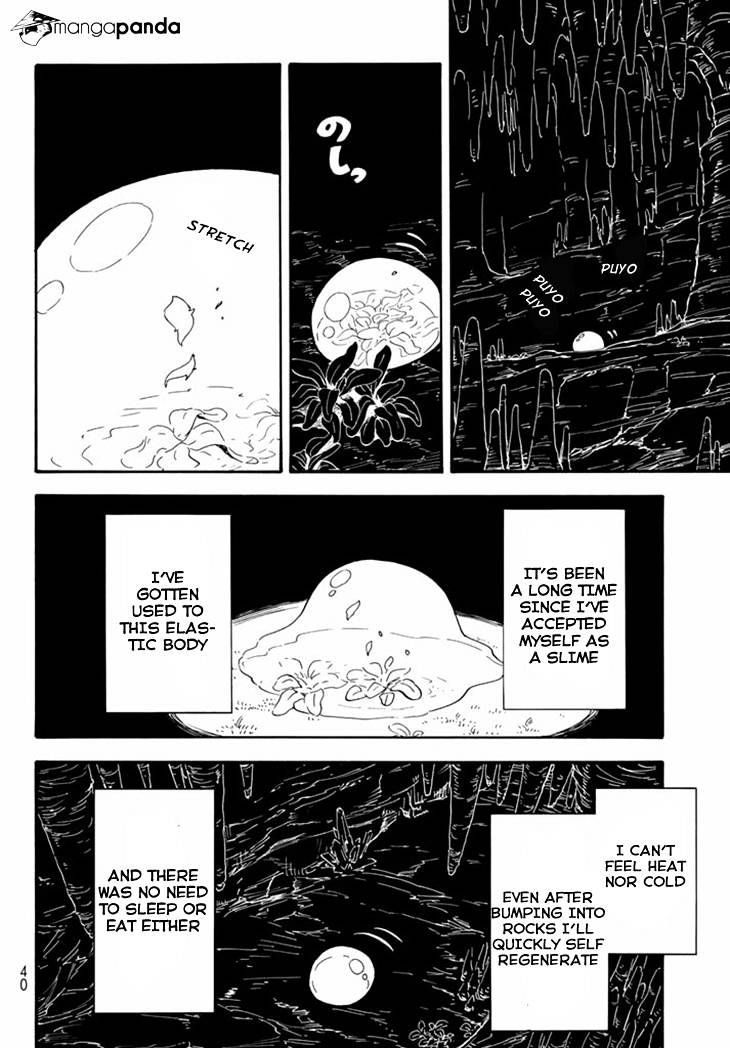 mangapanda
PUYO
PUYO
PUYO
のしっ
STRETCH
IT'S BEEN
A LONG TIME
SINCE I'VE
ACCEPTED
MYSELF AS
A SLIME
I'VE
GOTTEN
USED TO
THIS ELAS-
TIC BODY
I CAN'T
FEEL HEAT
NOR COLD
EVEN AFTER
BUMPING INTO
ROCKS I'LL
QUICKLY SELF
REGENERATE
AND THERE
WAS NO NEED
TO SLEEP OR
EAT EITHER
40